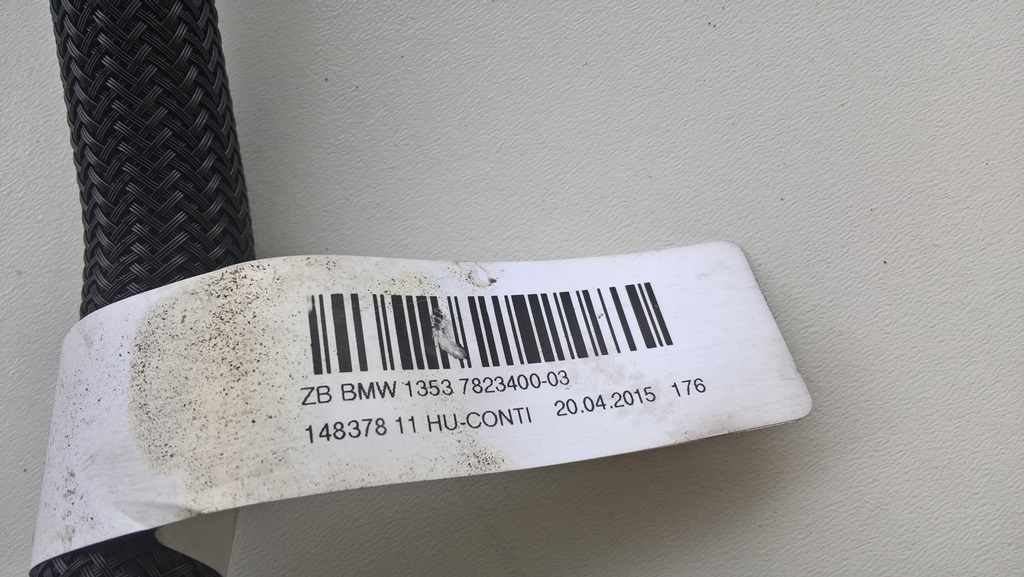 ZB BMW 1353 7823400-03
148378 11 HU-CONTI 20.04.2015 176